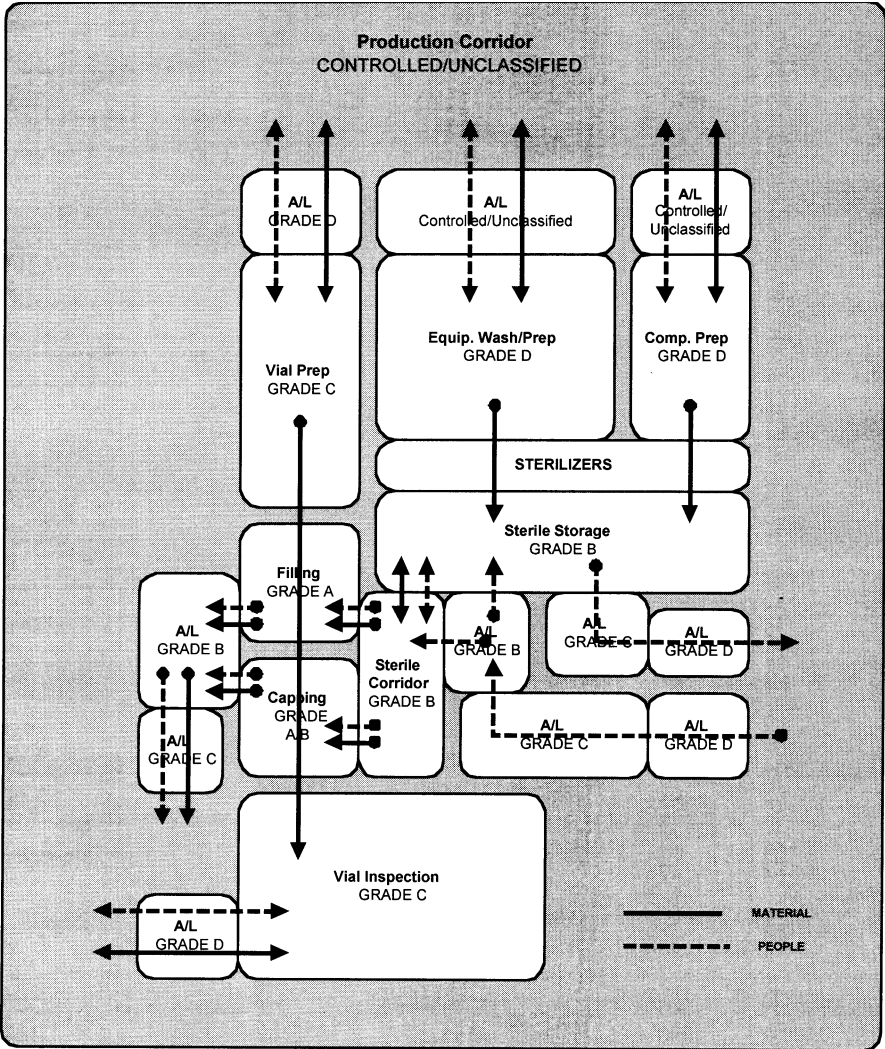 Production Corridor
CONTROLLED/UNCLASSIFIED
A/L
GRADE D
A/L
Controlled/Unclassified
A/L
Controlled/
Unclassified
Vial Prep
GRADE C
Equip. Wash/Prep
GRADE D
Comp. Prep
GRADE D
STERILIZERS
Sterile Storage
GRADE B
Filling
GRADE A
A/L
GRADE B
A/L
GRADE B
A/L
GRADE C
A/L
GRADE D
Sterile
Corridor
GRADE B
Capping
GRADE
A/B
A/L
GRADE C
A/L
GRADE C
A/L
GRADE D
Vial Inspection
GRADE C
A/L
GRADE D
MATERIAL
PEOPLE